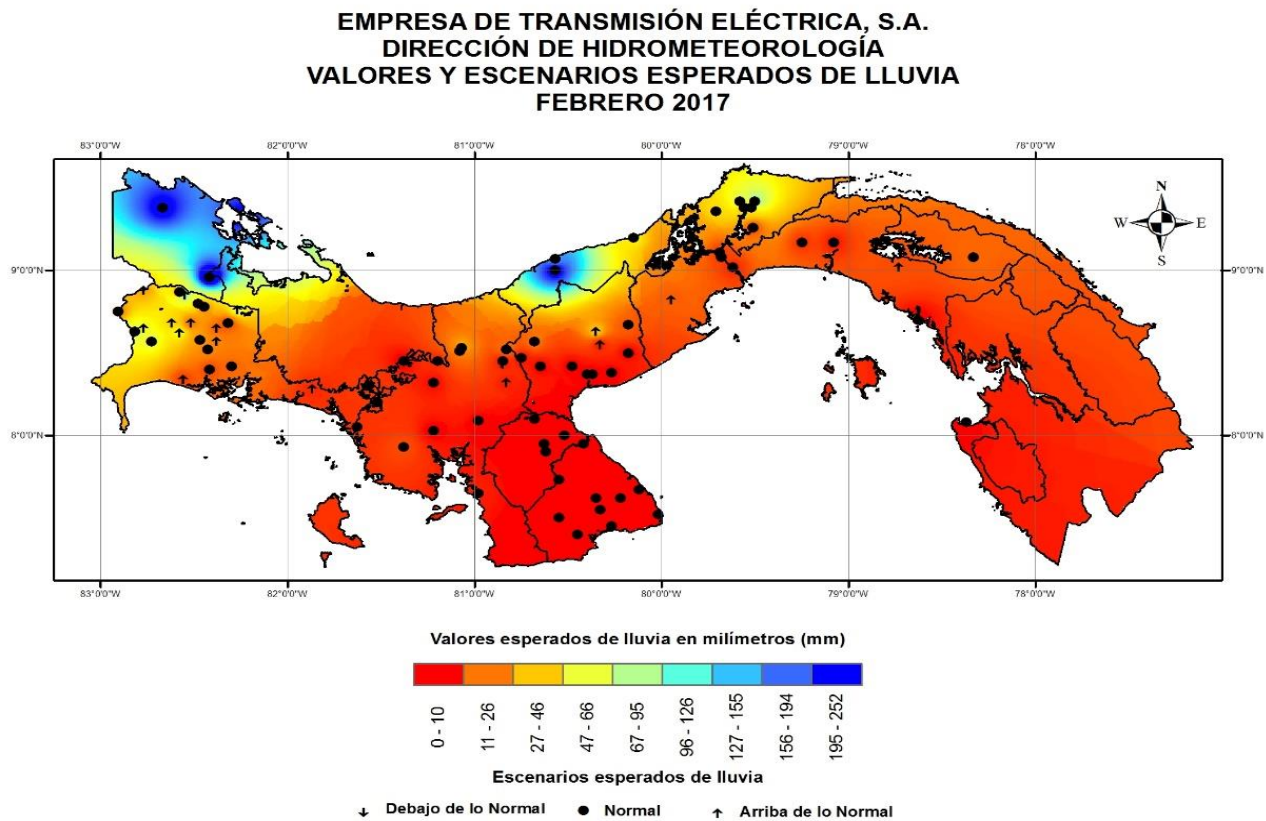 EMPRESA DE TRANSMISIÓN ELÉCTRICA, S.A.
DIRECCIÓN DE HIDROMETEOROLOGÍA
VALORES Y ESCENARIOS ESPERADOS DE LLUVIA
FEBRERO 2017
83°0'0"W 82°0'0"W 81°0'0"W 80°0'0"W 79°0'0"W 78°0'0"W
N
W E
S
9°0'0"N 9°0'0"N
8°0'0"N 8°0'0"N
83°0'0"W 82°0'0"W 81°0'0"W 80°0'0"W 79°0'0"W 78°0'0"W
Valores esperados de lluvia en milímetros (mm)
0 - 10
11 - 26
27 - 46
47 - 66
67 - 95
96 - 126
127 - 155
156 - 194
195 - 252
Escenarios esperados de lluvia
↓ Debajo de lo Normal ● Normal ↑ Arriba de lo Normal